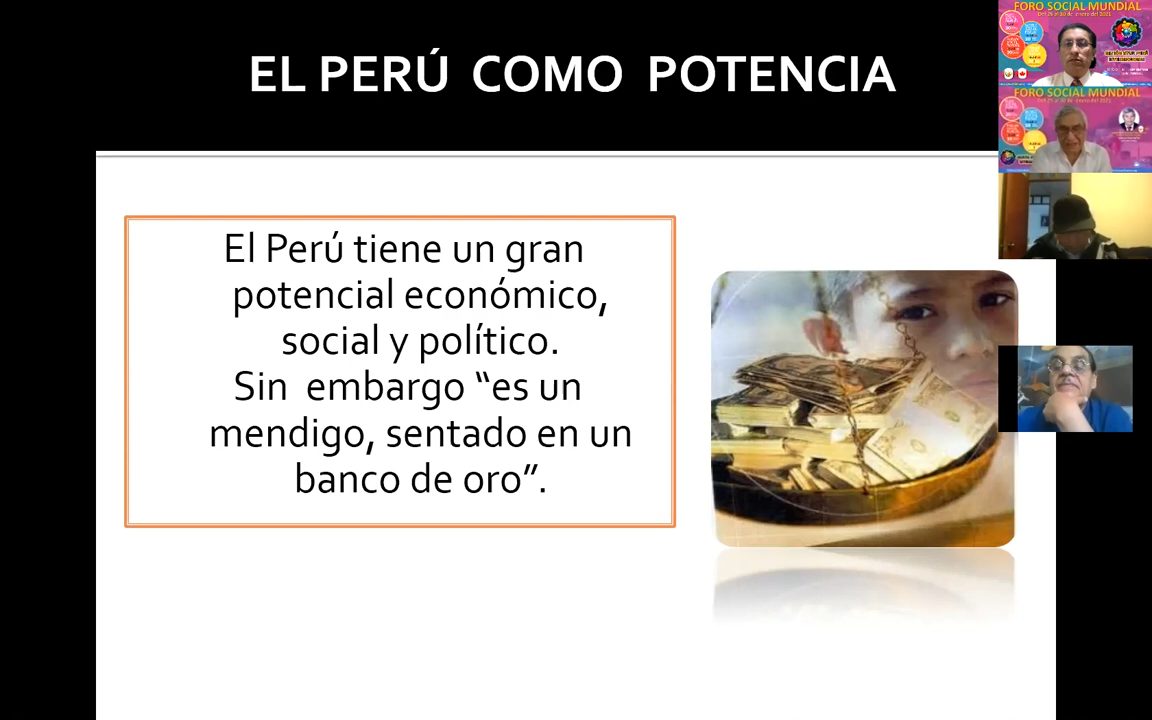 EL PERÚ COMO POTENCIA
El Perú tiene un gran
potencial económico,
social y político.
Sin embargo “es un
mendigo, sentado en un
banco de oro”.
FORO SOCIAL MUNDIAL
FORO SOCIAL MUNDIAL